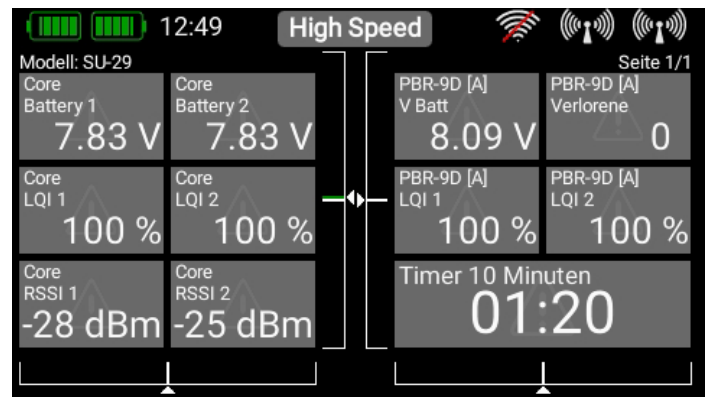 12:49
High Speed
Modell: SU-29
Seite 1/1
Core
Battery 1
7.83 V
Core
Battery 2
7.83 V
PBR-9D [A]
V Batt
8.09 V
PBR-9D [A]
Verlorene
0
Core
LQI 1
100 %
Core
LQI 2
100 %
PBR-9D [A]
LQI 1
100 %
PBR-9D [A]
LQI 2
100 %
Core
RSSI 1
-28 dBm
Core
RSSI 2
-25 dBm
Timer 10 Minuten
01:20